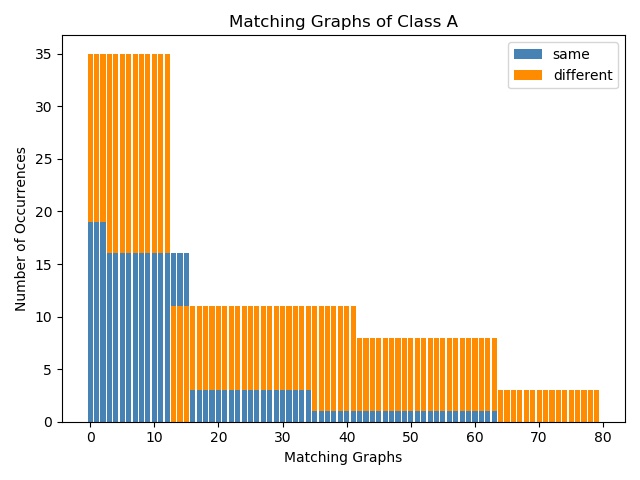 Matching Graphs of Class A
same
different
Number of Occurrences
35
30
25
20
15
10
5
0
0 10 20 30 40 50 60 70 80
Matching Graphs